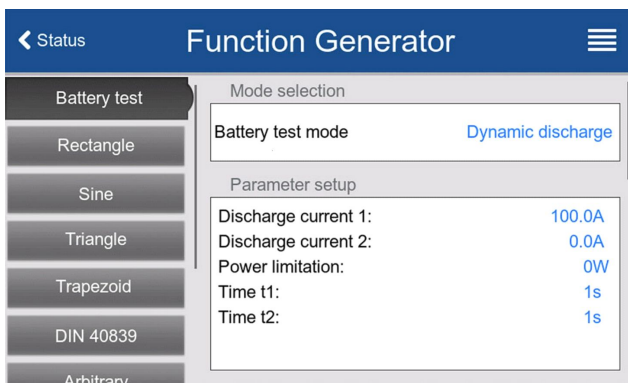 Status
Function Generator
Battery test
Rectangle
Sine
Triangle
Trapezoid
DIN 40839
Arbitrary
Mode selection
Battery test mode Dynamic discharge
Parameter setup
Discharge current 1: 100.0A
Discharge current 2: 0.0A
Power limitation: 0W
Time t1: 1s
Time t2: 1s